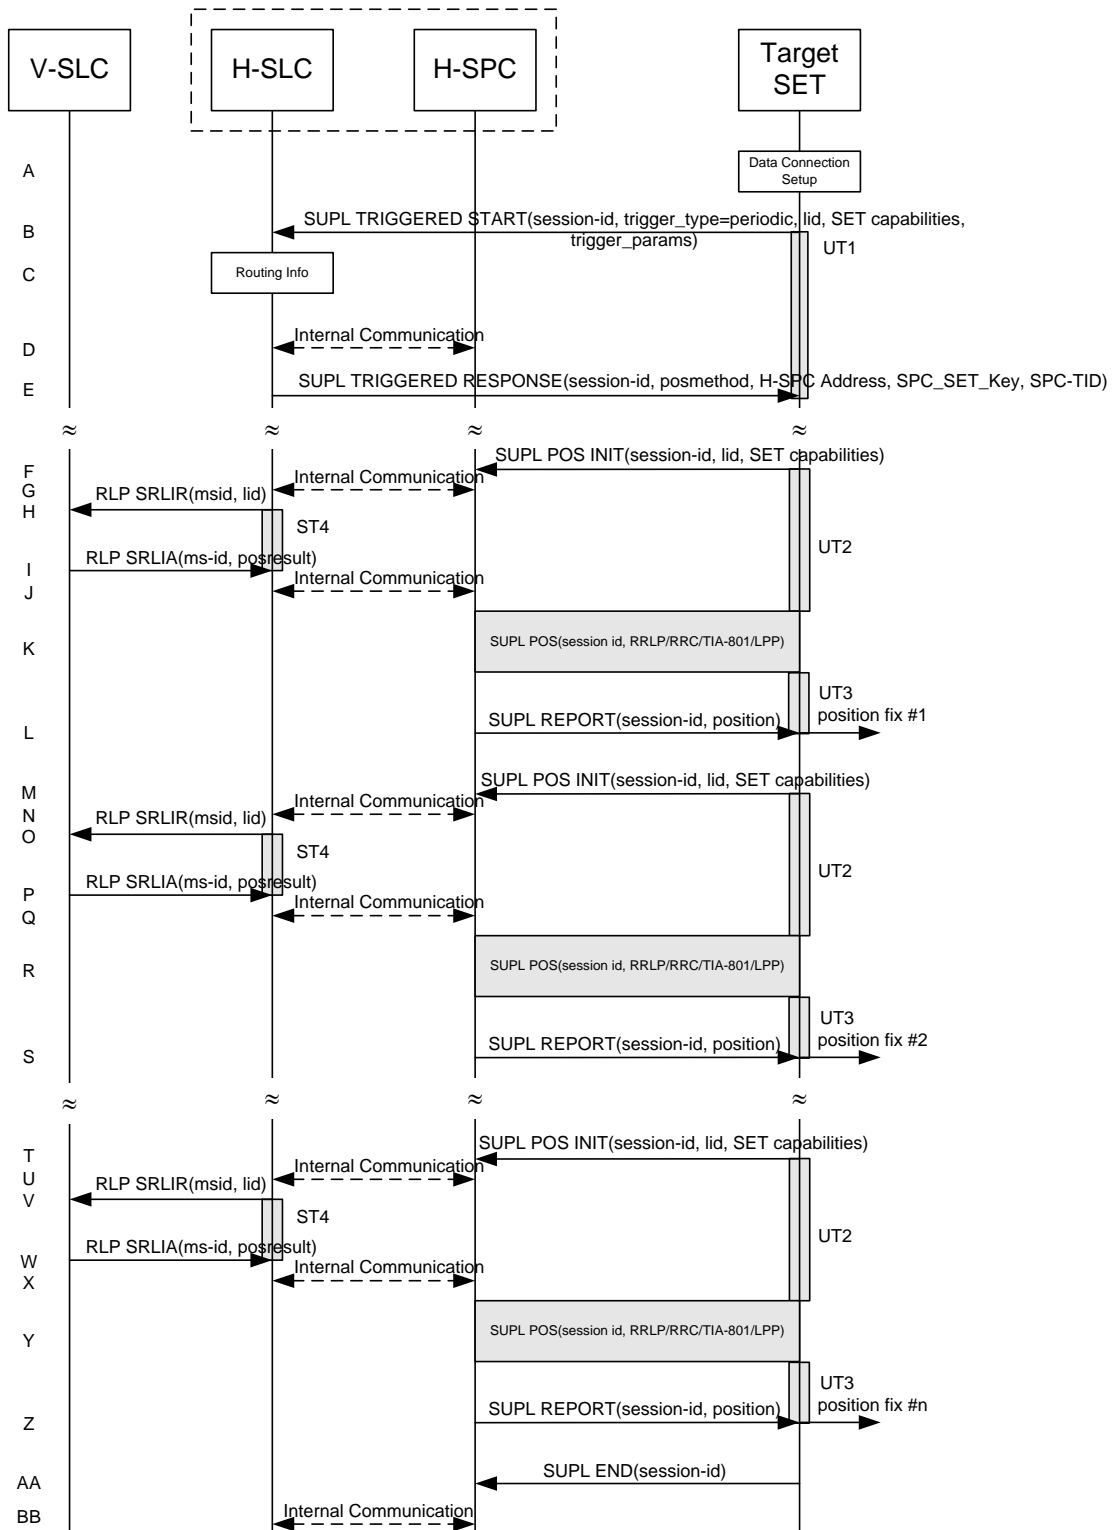 V-SLC
H-SLC
H-SPC
Target
SET
A
Data Connection
Setup
B
SUPL TRIGGERED START(session-id, trigger_type=periodic, lid, SET capabilities,
trigger_params)
UT1
C
Routing Info
D
Internal Communication
E
SUPL TRIGGERED RESPONSE(session-id, posmethod, H-SPC Address, SPC_SET_Key, SPC-TID)
≈
≈
≈
≈
F
SUPL POS INIT(session-id, lid, SET capabilities)
G
Internal Communication
H
RLP SRLIR(msid, lid)
ST4
UT2
I
RLP SRLIA(ms-id, posresult)
J
Internal Communication
K
SUPL POS(session id, RRLP/RRC/TIA-801/LPP)
UT3
position fix #1
L
SUPL REPORT(session-id, position)
M
SUPL POS INIT(session-id, lid, SET capabilities)
N
Internal Communication
O
RLP SRLIR(msid, lid)
ST4
UT2
P
RLP SRLIA(ms-id, posresult)
Q
Internal Communication
R
SUPL POS(session id, RRLP/RRC/TIA-801/LPP)
UT3
position fix #2
S
SUPL REPORT(session-id, position)
≈
≈
≈
≈
T
SUPL POS INIT(session-id, lid, SET capabilities)
U
Internal Communication
V
RLP SRLIR(msid, lid)
ST4
UT2
W
RLP SRLIA(ms-id, posresult)
X
Internal Communication
Y
SUPL POS(session id, RRLP/RRC/TIA-801/LPP)
UT3
position fix #n
Z
SUPL REPORT(session-id, position)
AA
SUPL END(session-id)
BB
Internal Communication